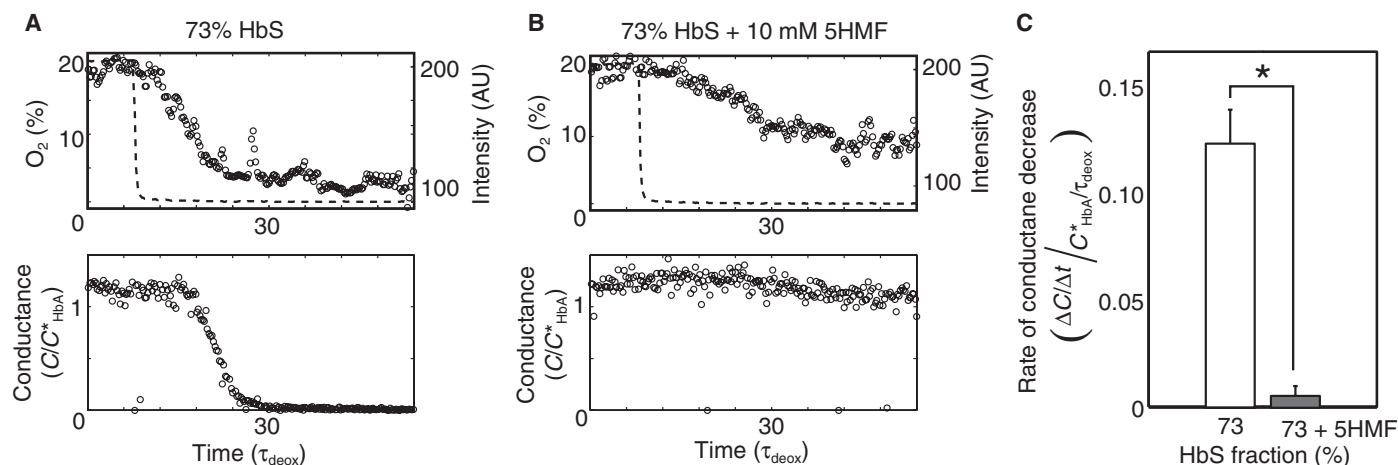 A
73% HbS
O₂ (%)
20
10
0
0
30
200
100
Intensity (AU)
Conductance
(C/C*HbA)
1
0
30
Time (τdeox)
B
73% HbS + 10 mM 5HMF
O₂ (%)
20
10
0
0
30
200
100
Intensity (AU)
Conductance
(C/C*HbA)
1
0
30
Time (τdeox)
C
Rate of conductane decrease
(ΔC/Δt / C*HbA/τdeox)
0.15
0.10
0.05
0
*
73
73 + 5HMF
HbS fraction (%)